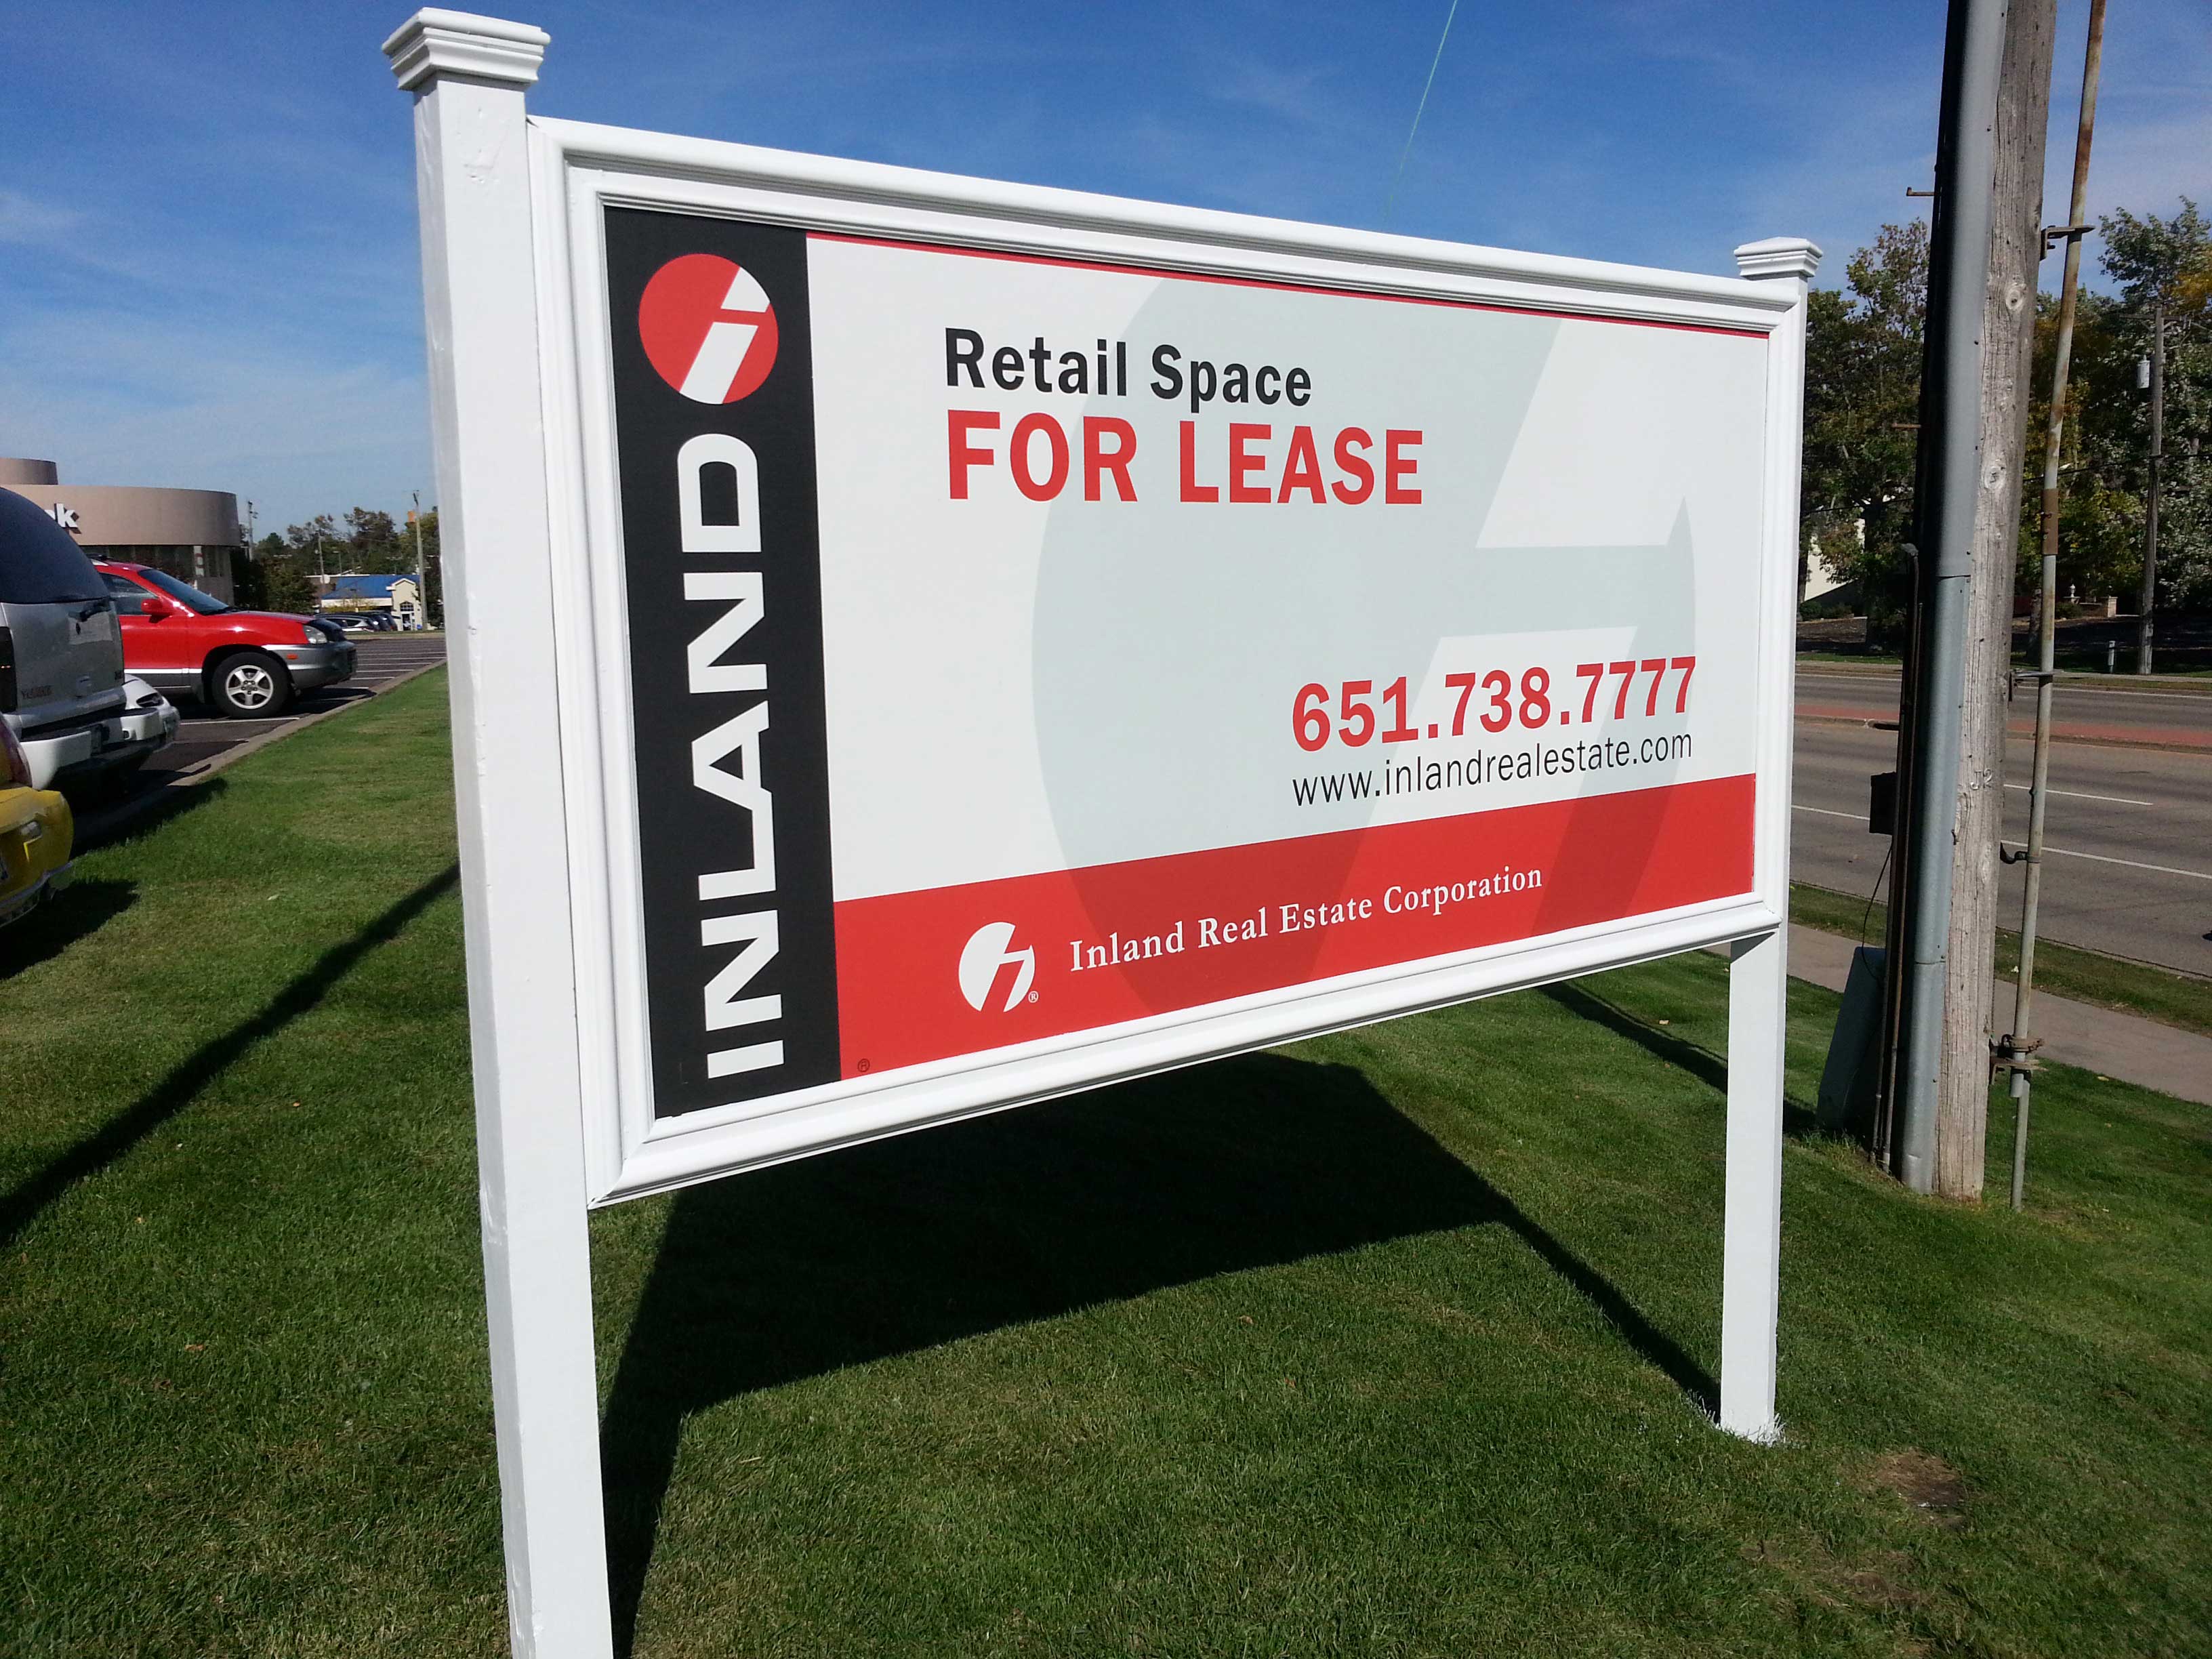 INLAND
Retail Space
FOR LEASE
651.738.7777
www.inlandrealestate.com
Inland Real Estate Corporation
®
®